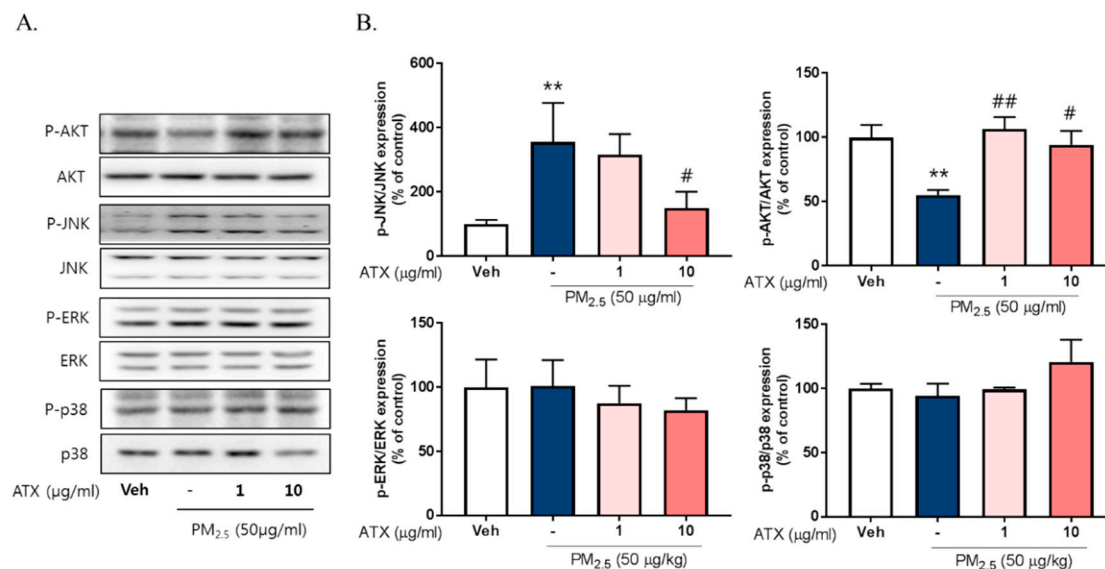 A.
P-AKT
AKT
P-JNK
JNK
P-ERK
ERK
P-p38
p38
ATX (μg/ml) Veh - 1 10
PM2.5 (50μg/ml)
B.
p-JNK/JNK expression
(% of control)
600
400
200
0
**
#
ATX (μg/ml) Veh - 1 10
PM2.5 (50 μg/ml)
p-AKT/AKT expression
(% of control)
150
100
50
0
**
##
#
ATX (μg/ml) Veh - 1 10
PM2.5 (50 μg/ml)
p-ERK/ERK expression
(% of control)
150
100
50
0
ATX (μg/ml) Veh - 1 10
PM2.5 (50 μg/kg)
p-p38/p38 expression
(% of control)
150
100
50
0
ATX (μg/ml) Veh - 1 10
PM2.5 (50 μg/kg)